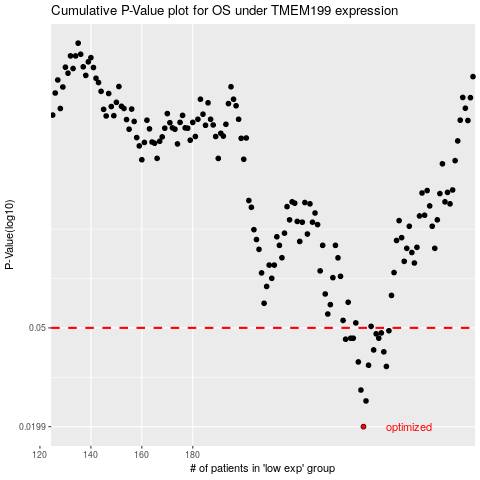 Cumulative P-Value plot for OS under TMEM199 expression
P-Value(log10)
0.05
0.0199
optimized
120 140 160 180
# of patients in 'low exp' group